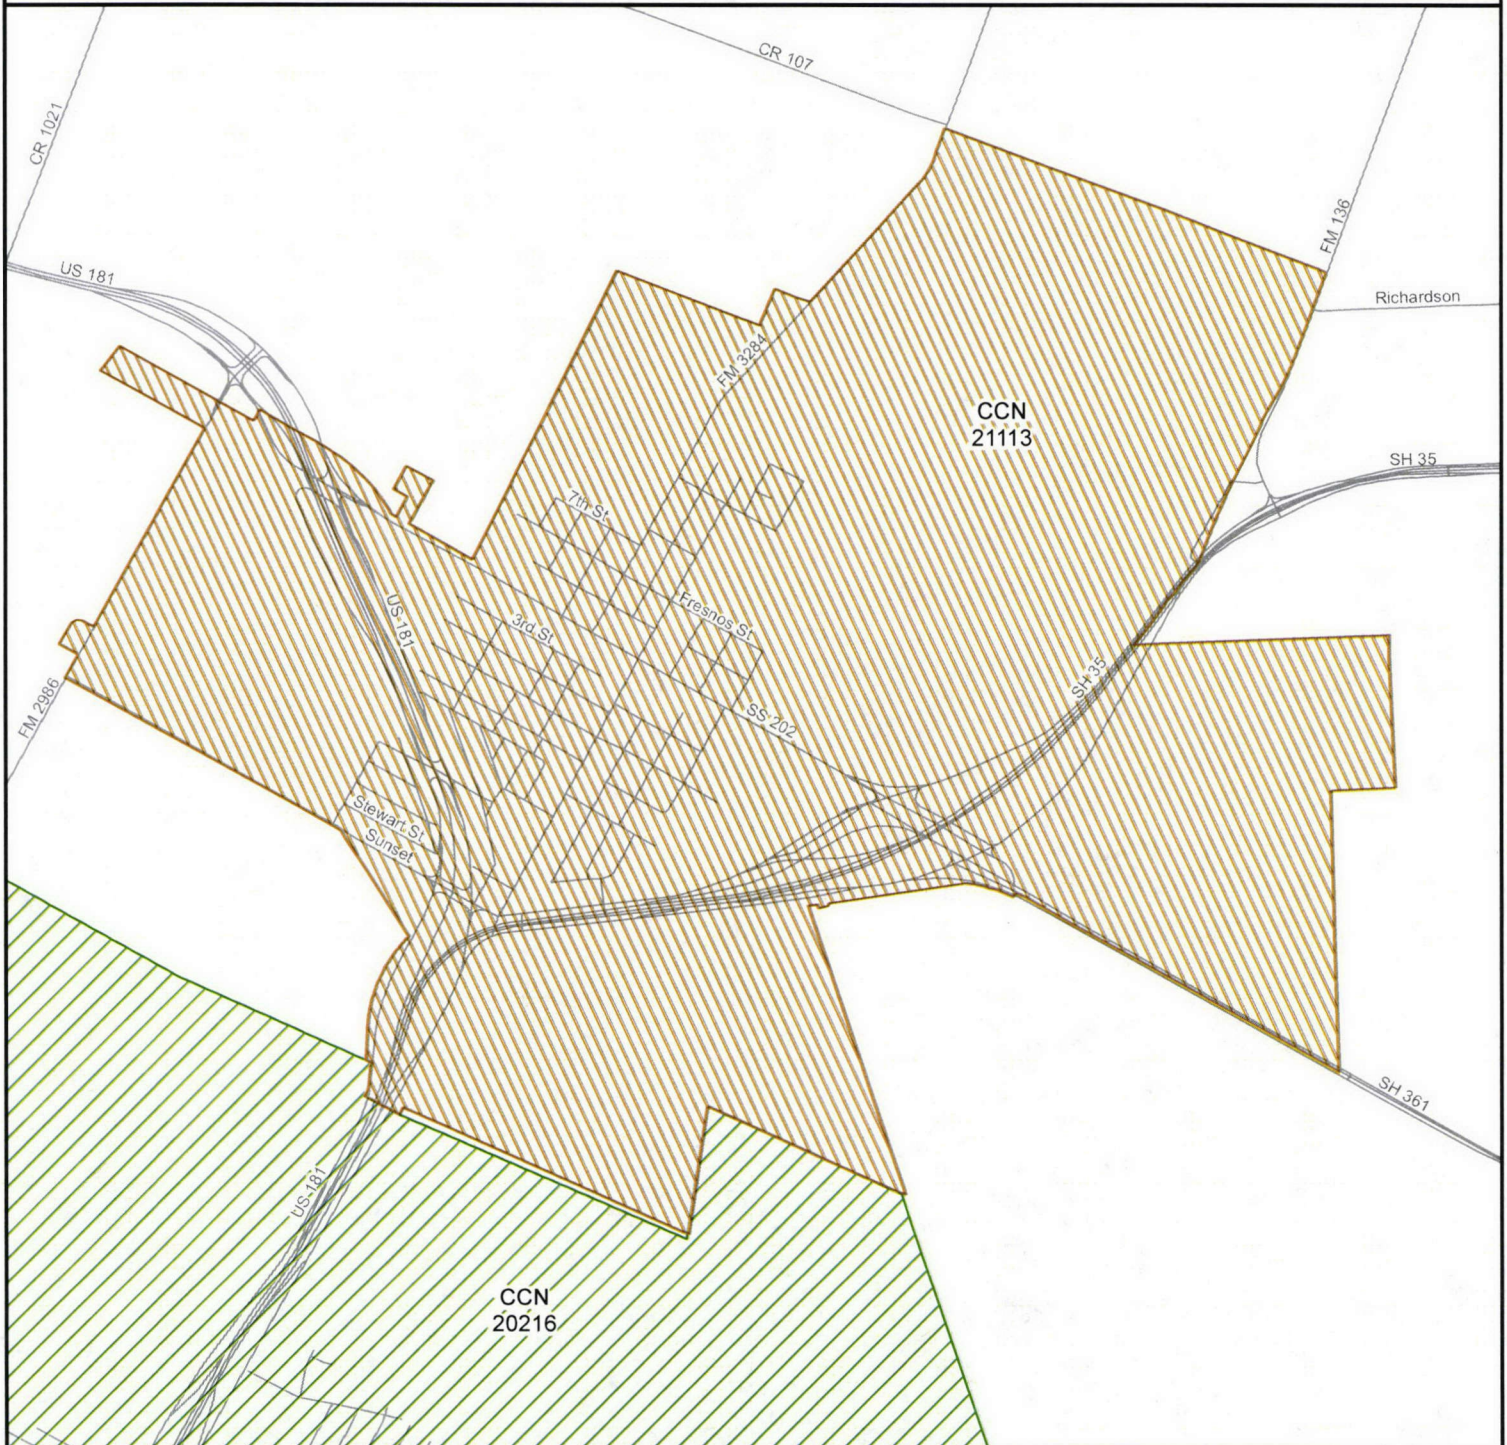 CR 107
CR 1021
FM 136
US 181
Richardson
FM 3284
CCN
21113
SH 35
7th St
US 181
Fresnos St
3rd St
SH 35
FM 2986
SS 202
Stewart St
Sunset
SH 361
US 181
CCN
20216